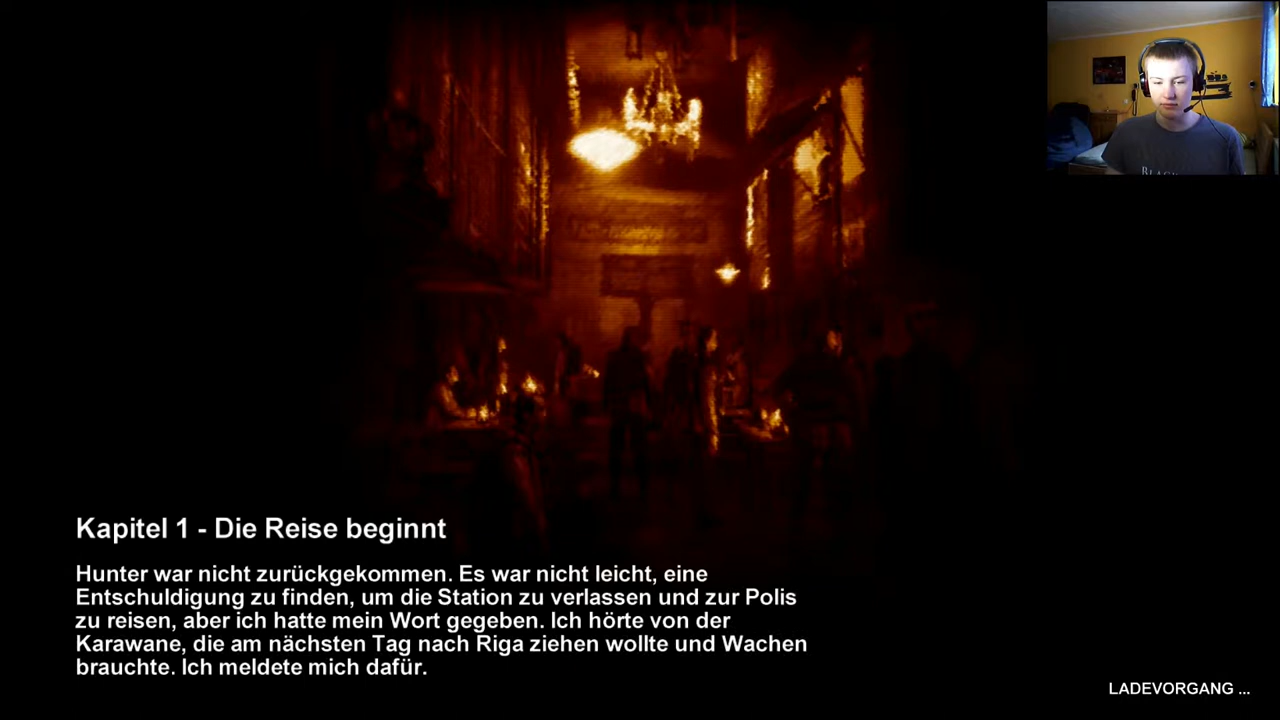 Kapitel 1 - Die Reise beginnt
Hunter war nicht zurückgekommen. Es war nicht leicht, eine
Entschuldigung zu finden, um die Station zu verlassen und zur Polis
zu reisen, aber ich hatte mein Wort gegeben. Ich hörte von der
Karawane, die am nächsten Tag nach Riga ziehen wollte und Wachen
brauchte. Ich meldete mich dafür.
LADEVORGANG ...